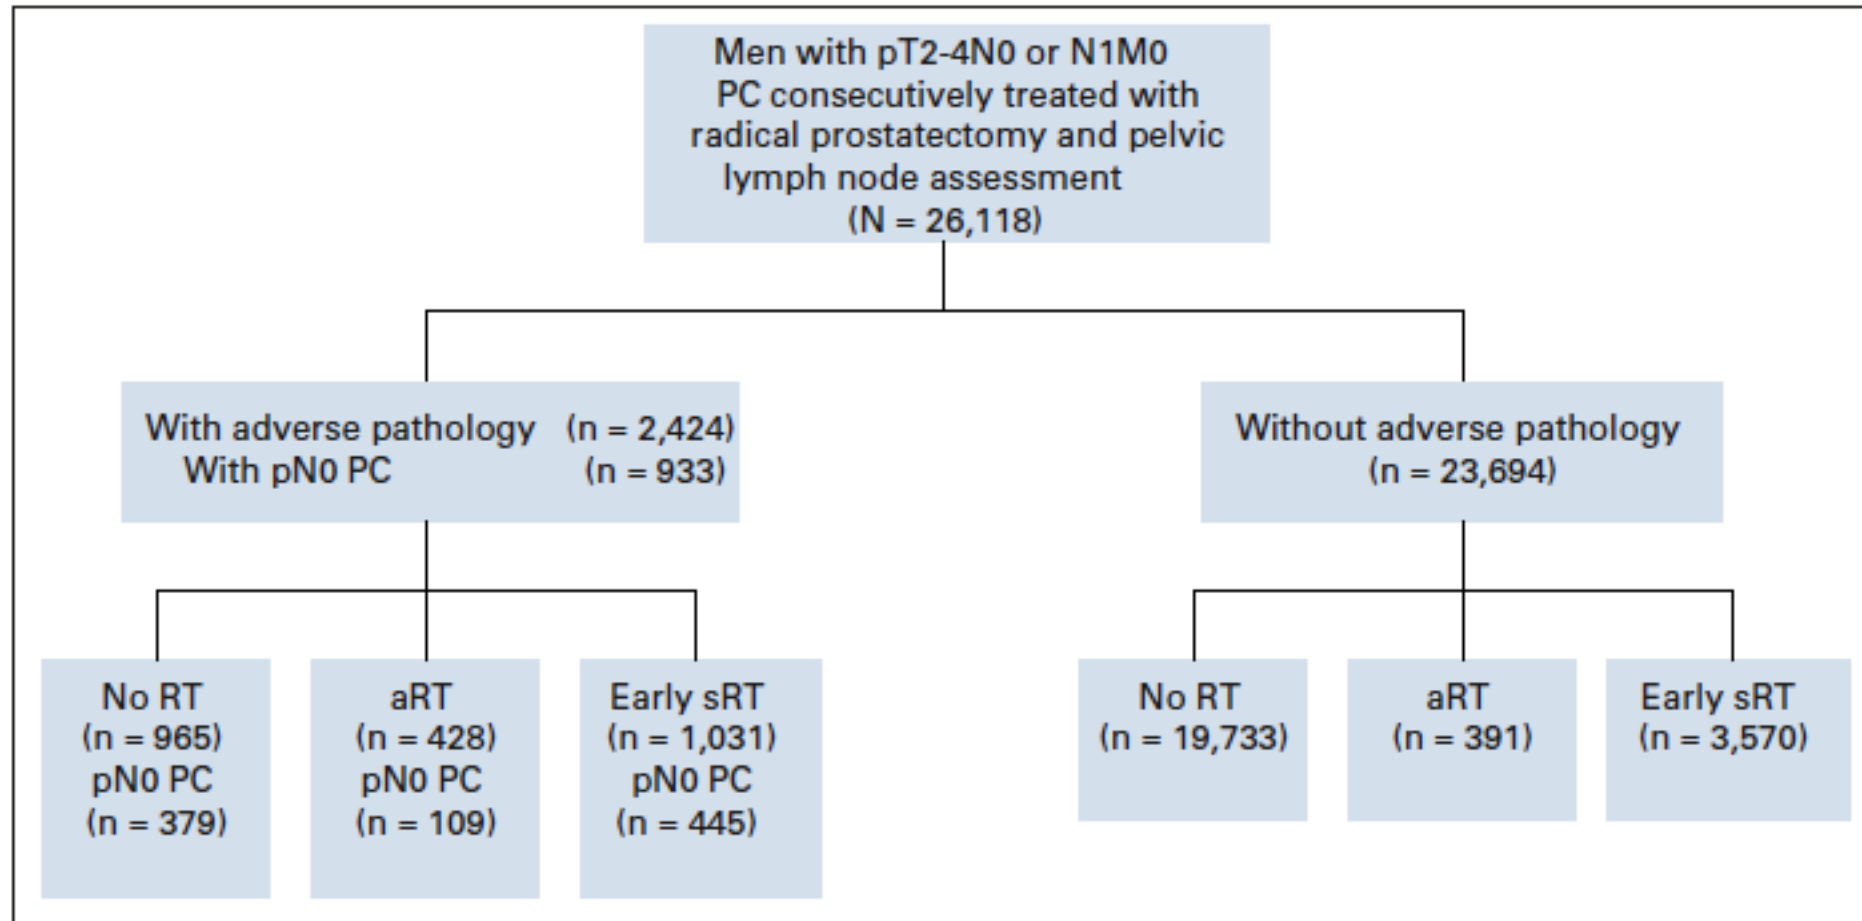 Men with pT2-4N0 or N1M0
PC consecutively treated with
radical prostatectomy and pelvic
lymph node assessment
(N = 26,118)
With adverse pathology (n = 2,424)
With pN0 PC (n = 933)
Without adverse pathology
(n = 23,694)
No RT
(n = 965)
pN0 PC
(n = 379)
aRT
(n = 428)
pN0 PC
(n = 109)
Early sRT
(n = 1,031)
pN0 PC
(n = 445)
No RT
(n = 19,733)
aRT
(n = 391)
Early sRT
(n = 3,570)